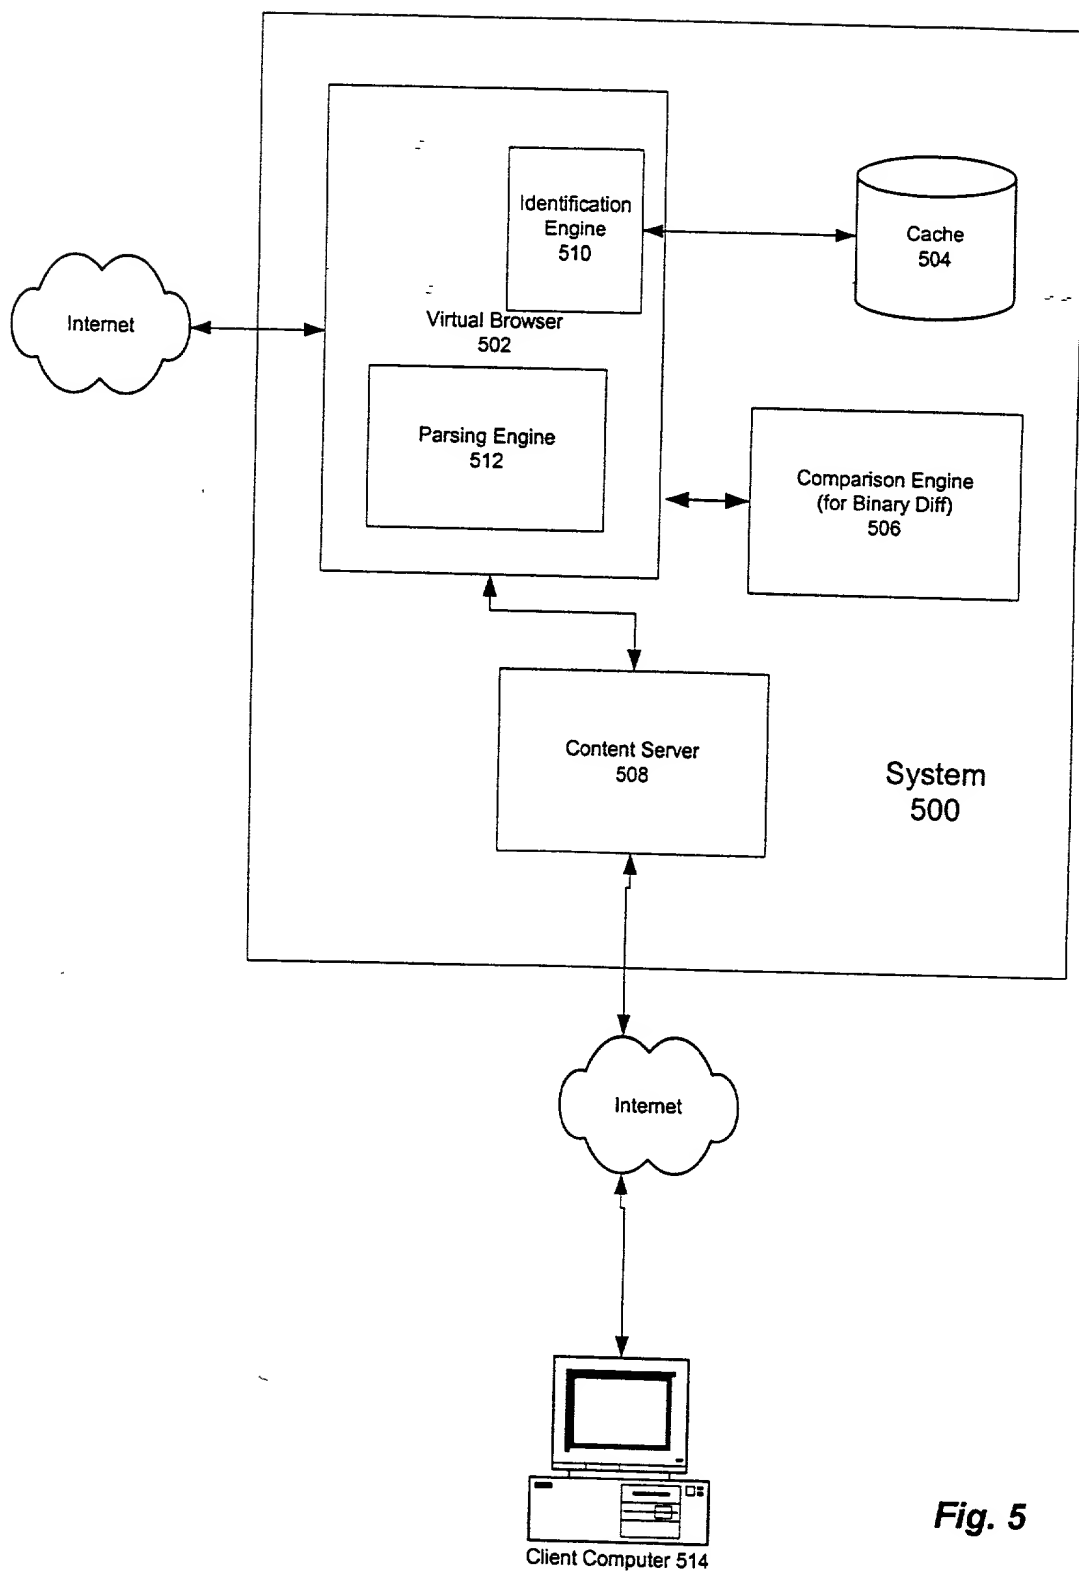 Identification
Engine
510
Cache
504
Internet
Virtual Browser
502
Parsing Engine
512
Comparison Engine
(for Binary Diff)
506
Content Server
508
System
500
Internet
Client Computer 514
Fig. 5